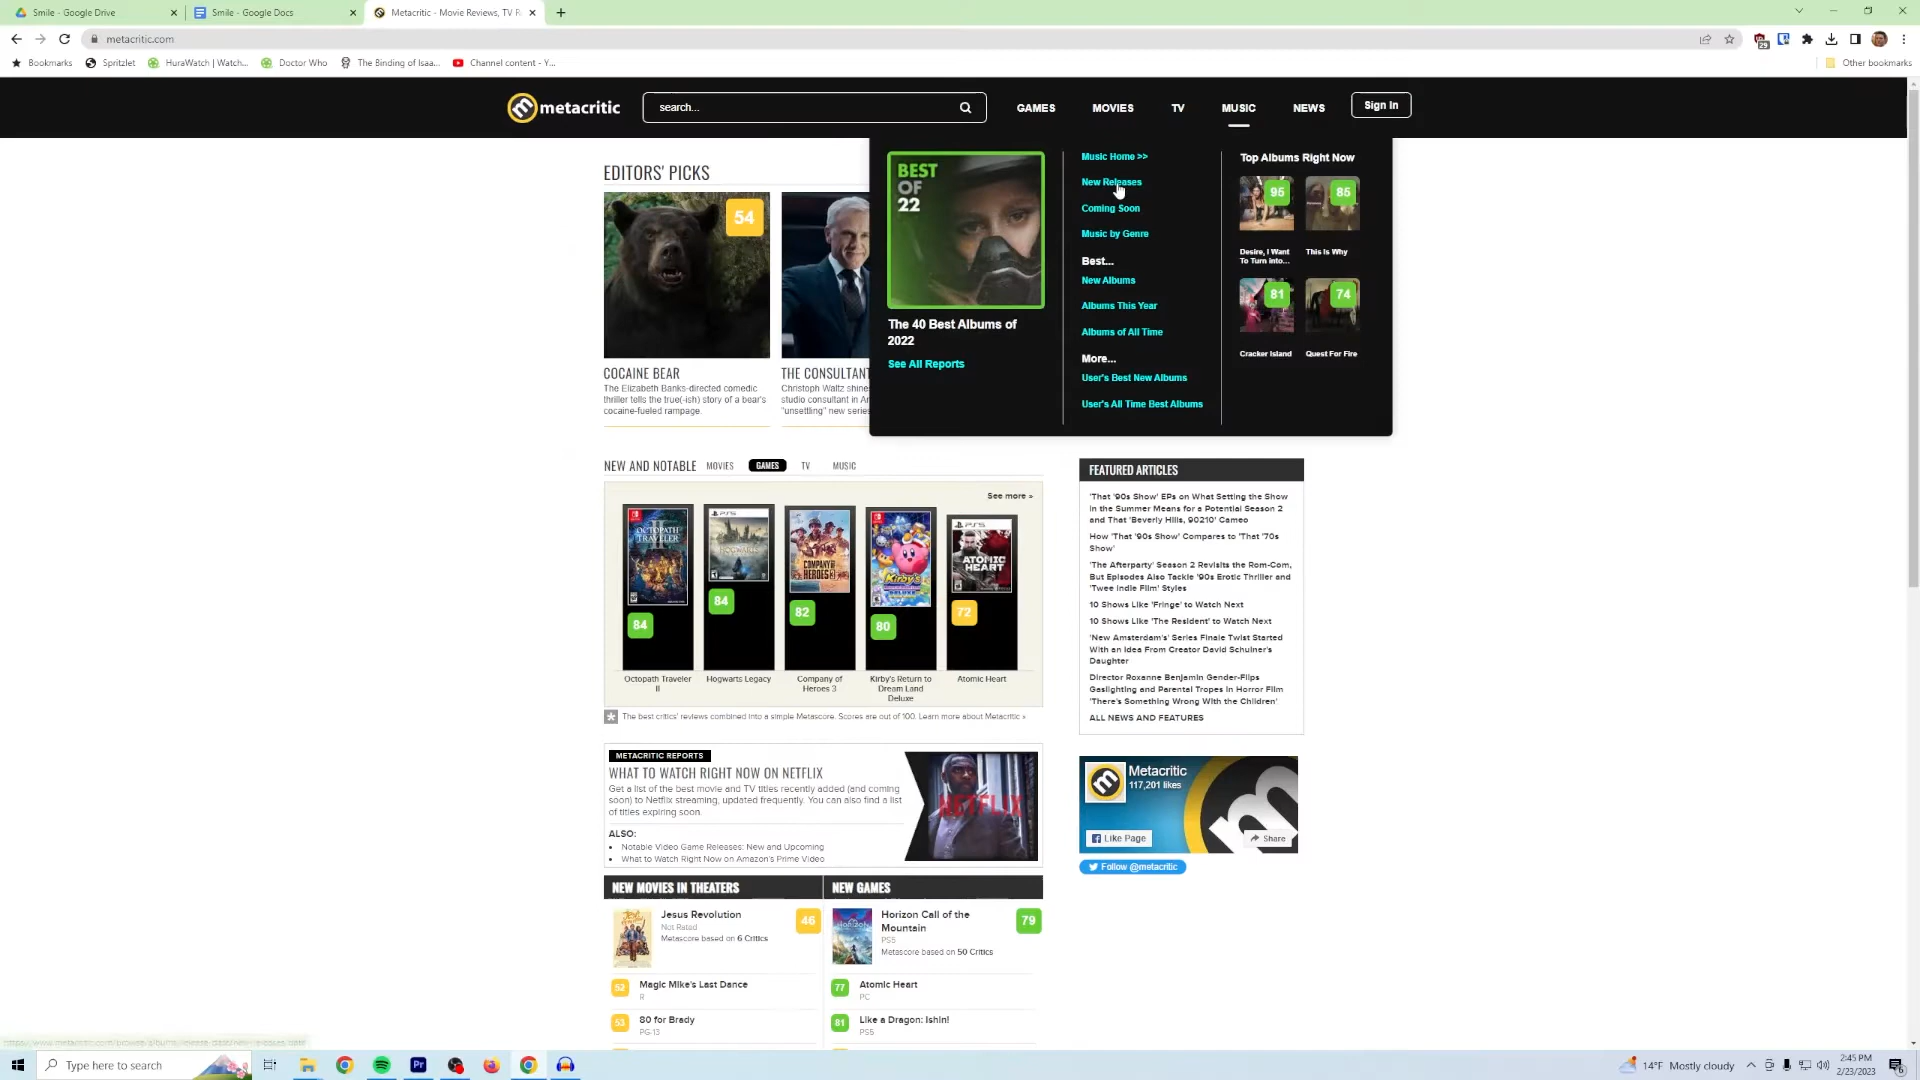 Smile - Google Drive
Smile - Google Docs
Metacritic - Movie Reviews, TV R
metacritic.com
29
Bookmarks
Spritzlet
HuraWatch | Watch...
Doctor Who
The Binding of Isaa...
Channel content - Y...
Other bookmarks
metacritic
search...
GAMES
MOVIES
TV
MUSIC
NEWS
Sign In
EDITORS' PICKS
54
COCAINE BEAR
The Elizabeth Banks-directed comedic
thriller tells the true(-ish) story of a bear's
cocaine-fueled rampage.
THE CONSULTANT
Christoph Waltz shine
studio consultant in Am
"unsettling" new serie
BEST
OF
22
The 40 Best Albums of
2022
See All Reports
Music Home >>
New Releases
Coming Soon
Music by Genre
Best...
New Albums
Albums This Year
Albums of All Time
More...
User's Best New Albums
User's All Time Best Albums
Top Albums Right Now
95
85
Desire, I Want
To Turn Into...
This Is Why
81
74
Cracker Island
Quest For Fire
NEW AND NOTABLE
MOVIES
GAMES
TV
MUSIC
See more »
OCTOPATH
TRAVELER
PS5
COMPANY
HEROES 3
Kirby's
PS5
ATOMIC
HEART
84
84
82
80
72
Octopath Traveler
II
Hogwarts Legacy
Company of
Heroes 3
Kirby's Return to
Dream Land
Deluxe
Atomic Heart
The best critics' reviews combined into a simple Metascore. Scores are out of 100. Learn more about Metacritic »
METACRITIC REPORTS
WHAT TO WATCH RIGHT NOW ON NETFLIX
Get a list of the best movie and TV titles recently added (and coming
soon) to Netflix streaming, updated frequently. You can also find a list
of titles expiring soon.
ALSO:
Notable Video Game Releases: New and Upcoming
What to Watch Right Now on Amazon's Prime Video
NETFLIX
NEW MOVIES IN THEATERS
Jesus Revolution
Not Rated
Metascore based on 6 Critics
46
52
Magic Mike's Last Dance
R
53
80 for Brady
PG-13
NEW GAMES
Horizon Call of the
Mountain
PS5
Metascore based on 50 Critics
79
77
Atomic Heart
PC
81
Like a Dragon: Ishin!
PS5
FEATURED ARTICLES
'That '90s Show' EPs on What Setting the Show
in the Summer Means for a Potential Season 2
and That 'Beverly Hills, 90210' Cameo
How 'That '90s Show' Compares to 'That '70s
Show'
'The Afterparty' Season 2 Revisits the Rom-Com,
But Episodes Also Tackle '90s Erotic Thriller and
'Twee Indie Film' Styles
10 Shows Like 'Fringe' to Watch Next
10 Shows Like 'The Resident' to Watch Next
'New Amsterdam's' Series Finale Twist Started
With an Idea From Creator David Schulner's
Daughter
Director Roxanne Benjamin Gender-Flips
Gaslighting and Parental Tropes in Horror Film
'There's Something Wrong With the Children'
ALL NEWS AND FEATURES
Metacritic
117,201 likes
Like Page
Share
Follow @metacritic
Type here to search
Pr
14°F Mostly cloudy
2:45 PM
2/23/2023